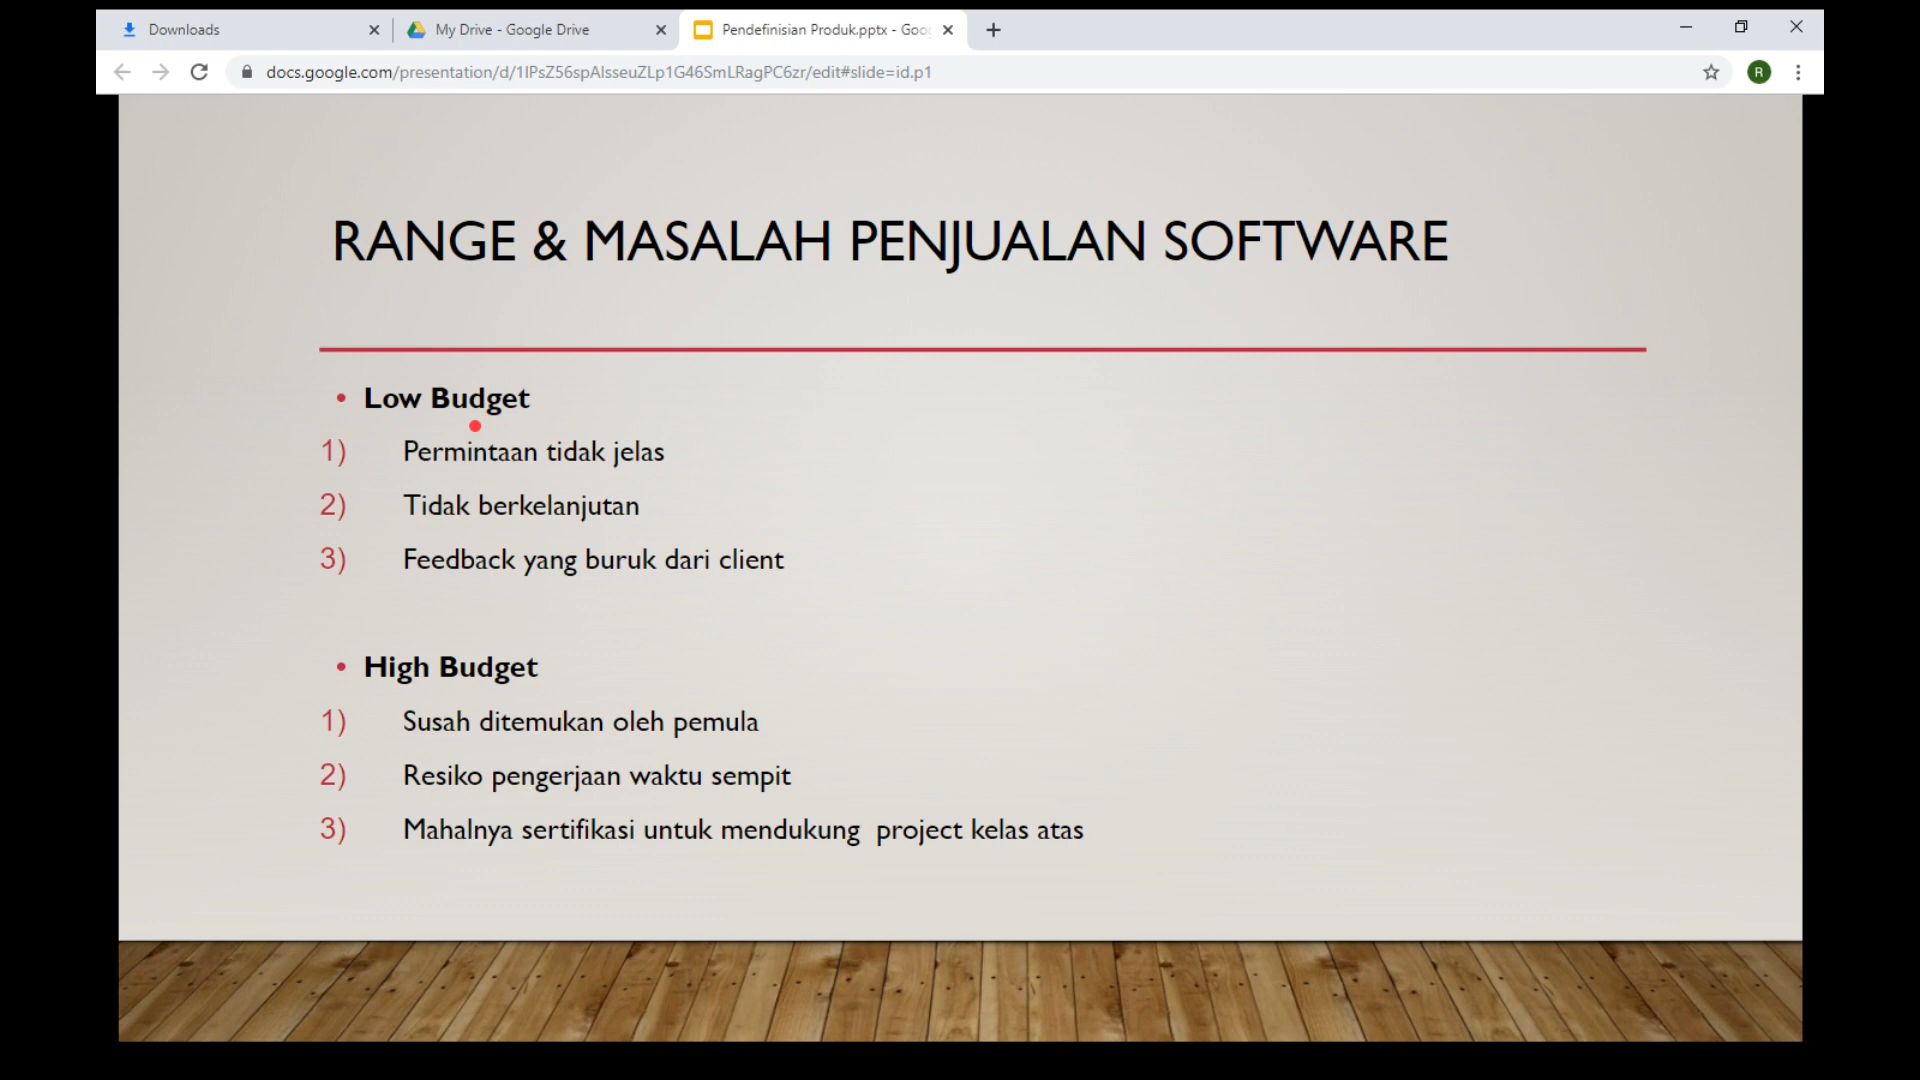 Downloads
My Drive - Google Drive
Pendefinisian Produk.pptx - Goo
docs.google.com/presentation/d/1IPsZ56spAIsseuZLp1G46SmLRagPC6zr/edit#slide=id.p1
R
RANGE & MASALAH PENJUALAN SOFTWARE
• Low Budget
1) Permintaan tidak jelas
2) Tidak berkelanjutan
3) Feedback yang buruk dari client
• High Budget
1) Susah ditemukan oleh pemula
2) Resiko pengerjaan waktu sempit
3) Mahalnya sertifikasi untuk mendukung project kelas atas